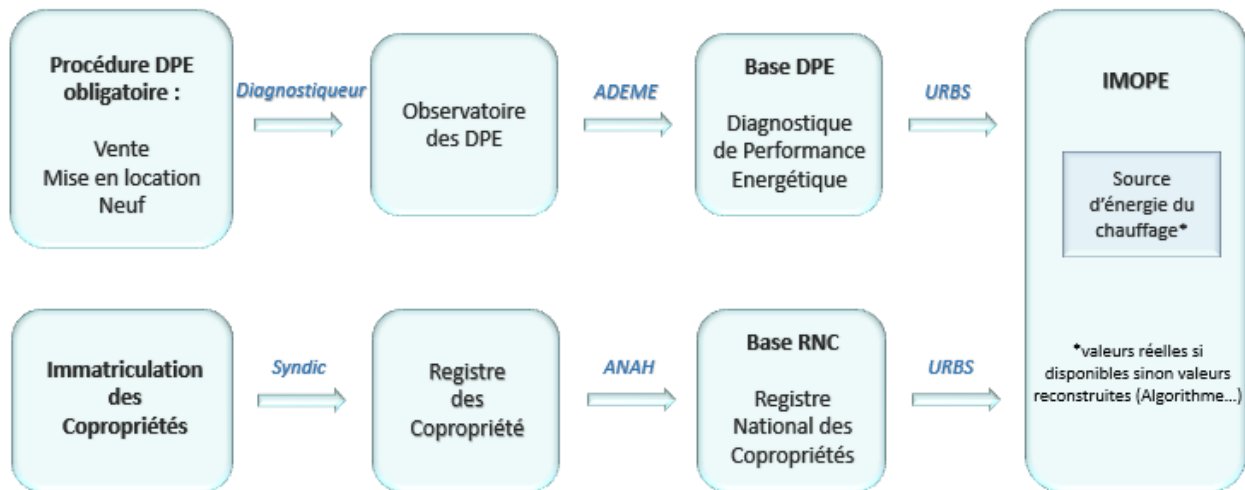 Procédure DPE
obligatoire :
Vente
Mise en location
Neuf
Diagnostiqueur
Observatoire
des DPE
ADEME
Base DPE
Diagnostique
de Performance
Energétique
URBS
IMOPE
Source
d'énergie du
chauffage*
*valeurs réelles si
disponibles sinon valeurs
reconstruites (Algorithme...)
Immatriculation
des
Copropriétés
Syndic
Registre
des
Copropriété
ANAH
Base RNC
Registre
National des
Copropriétés
URBS